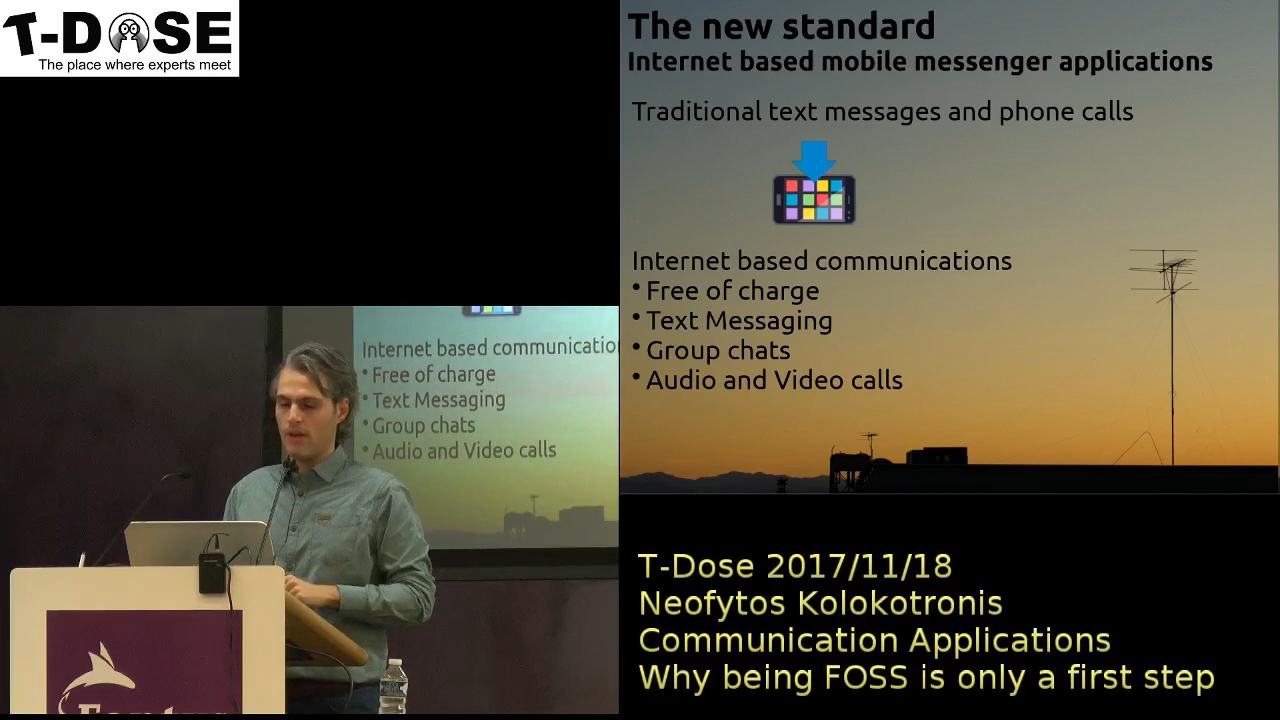 T-DOSE
The place where experts meet
The new standard
Internet based mobile messenger applications
Traditional text messages and phone calls
Internet based communications
• Free of charge
• Text Messaging
• Group chats
• Audio and Video calls
Internet based communicatio
• Free of charge
• Text Messaging
• Group chats
• Audio and Video calls
T-Dose 2017/11/18
Neofytos Kolokotronis
Communication Applications
Why being FOSS is only a first step